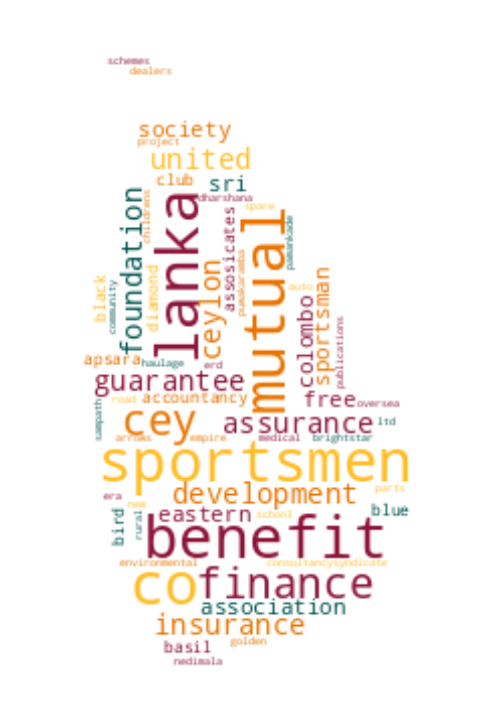 schemes
dealers
society
project
united
club
sri
dharshana
lanka
foundation
childrens
assosicates
spare
mutual
pamankade
ceylon
pumakaramba
diamond
black
community
sportsman
auto
colombo
publications
apsara
haulage
erd
guarantee
free
oversea
road
accountancy
sampath
cey
assurance
ltd
arrows
empire
medical
brightstar
sportsmen
development
parts
era
new
bird
rural
eastern
school
blue
benefit
environmental
consultancysyndicate
co
finance
association
insurance
golden
basil
nedimala